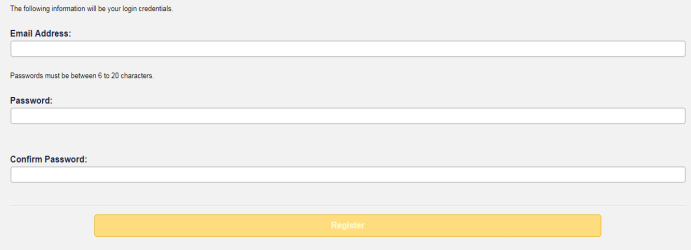 The following information will be your login credentials.
Email Address:
Passwords must be between 6 to 20 characters.
Password:
Confirm Password:
Register